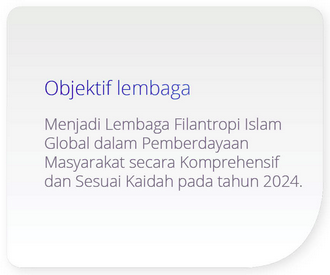 Objektif lembaga
Menjadi Lembaga Filantropi Islam
Global dalam Pemberdayaan
Masyarakat secara Komprehensif
dan Sesuai Kaidah pada tahun 2024.